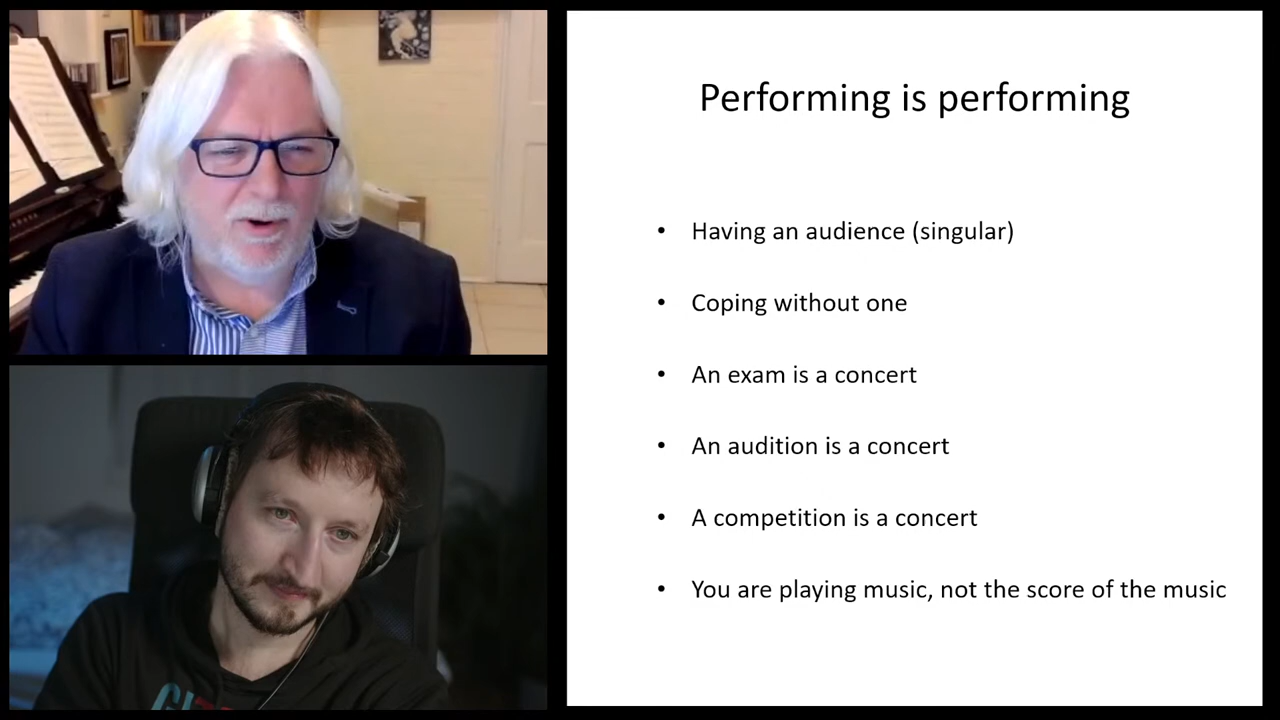 Performing is performing
• Having an audience (singular)
• Coping without one
• An exam is a concert
• An audition is a concert
• A competition is a concert
• You are playing music, not the score of the music